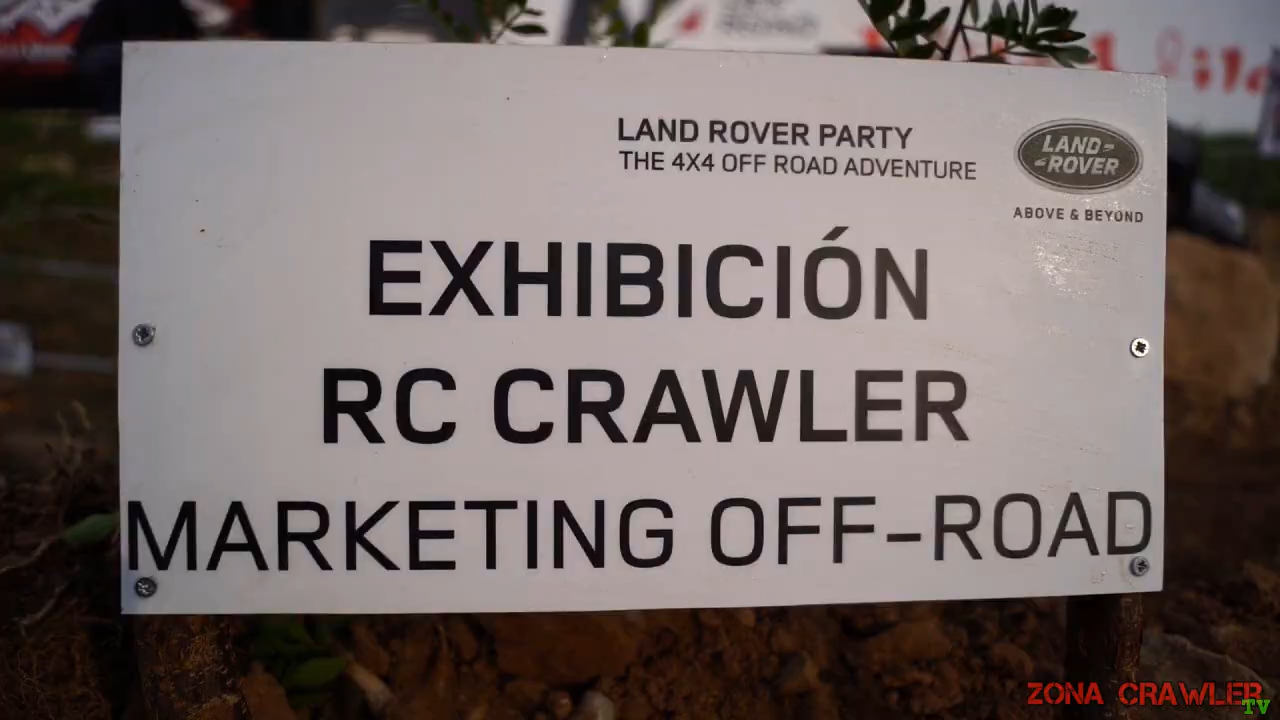 LAND ROVER PARTY
THE 4X4 OFF ROAD ADVENTURE
LAND
ROVER
ABOVE & BEYOND
EXHIBICIÓN
RC CRAWLER
MARKETING OFF-ROAD
ZONA CRAWLER
TV